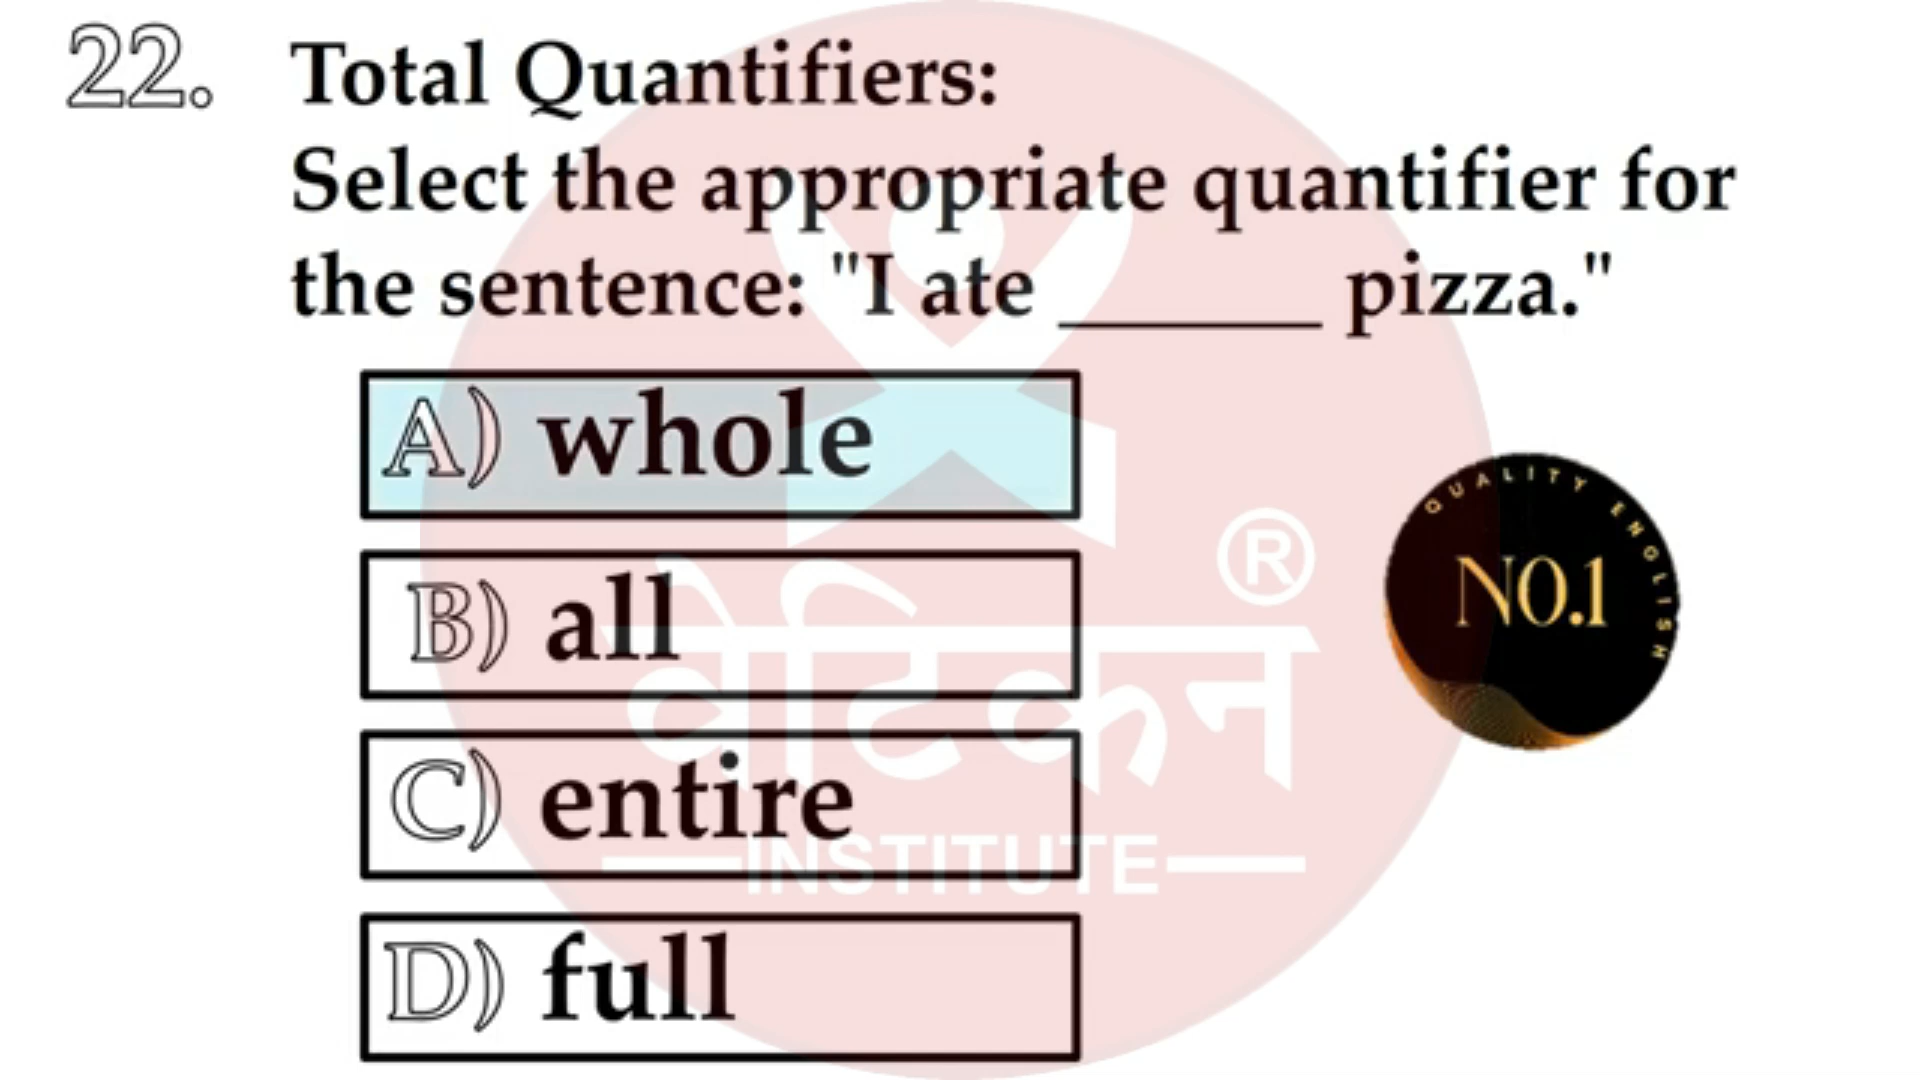 22. Total Quantifiers:
Select the appropriate quantifier for
the sentence: "I ate ______ pizza."
A) whole
B) all
C) entire
D) full
QUALITY ENGLISH
NO.1
®
वेटिकन
INSTITUTE